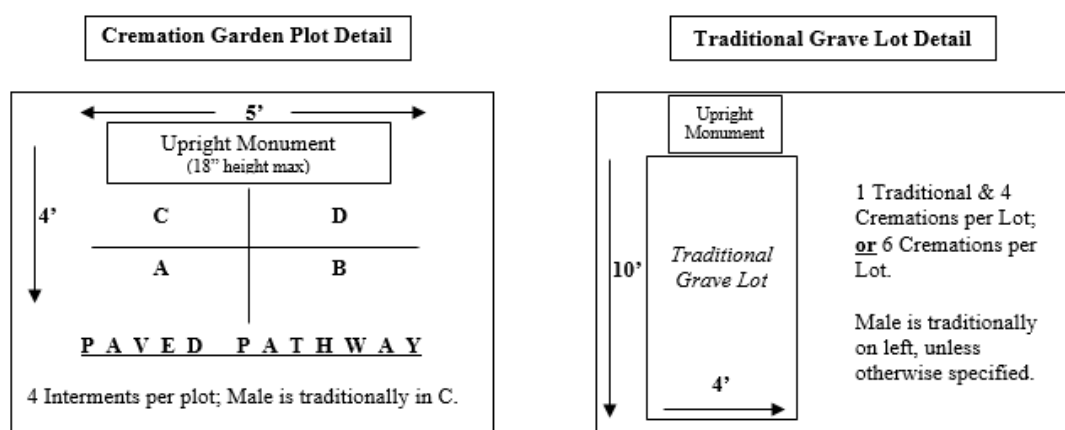 Cremation Garden Plot Detail
5’
Upright Monument
(18” height max)
4’
C D
A B
P A V E D P A T H W A Y
4 Interments per plot; Male is traditionally in C.
Traditional Grave Lot Detail
Upright
Monument
10’
Traditional
Grave Lot
4’
1 Traditional & 4
Cremations per Lot;
or 6 Cremations per
Lot.
Male is traditionally
on left, unless
otherwise specified.